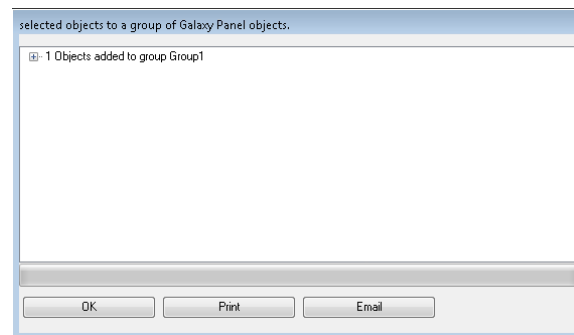 selected objects to a group of Galaxy Panel objects.
1 Objects added to group Group1
OK Print Email